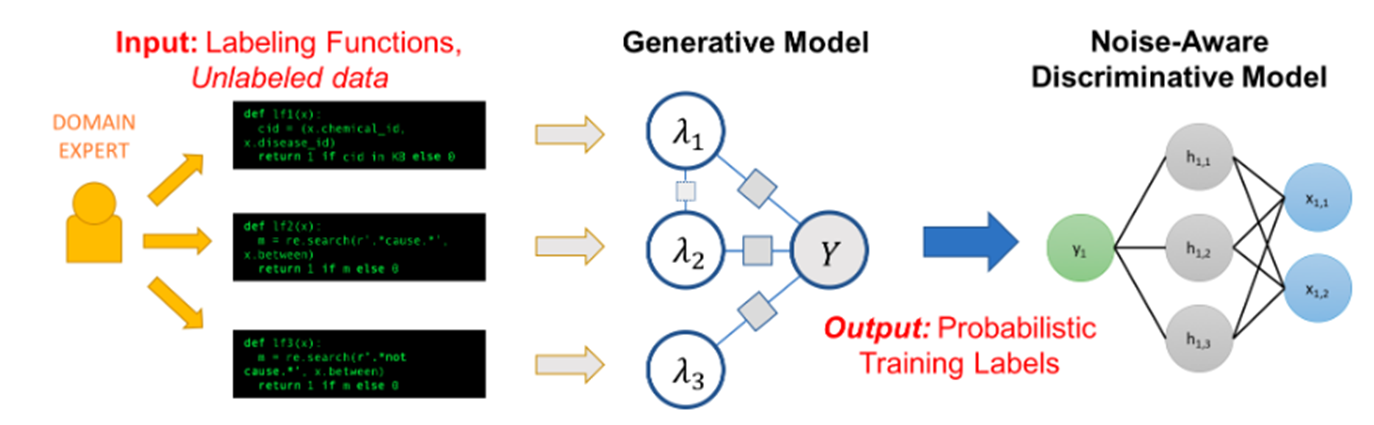 Input: Labeling Functions,
Unlabeled data
DOMAIN
EXPERT
def lf1(x):
cid = (x.chemical_id,
x.disease_id)
return 1 if cid in KB else 0
def lf2(x):
m = re.search(r'.*cause.*',
x.between)
return 1 if m else 0
def lf3(x):
m = re.search(r'.*not
cause.*', x.between)
return 1 if m else 0
Generative Model
λ1
λ2
λ3
Y
Output: Probabilistic
Training Labels
Noise-Aware
Discriminative Model
y1
h1,1
h1,2
h1,3
x1,1
x1,2